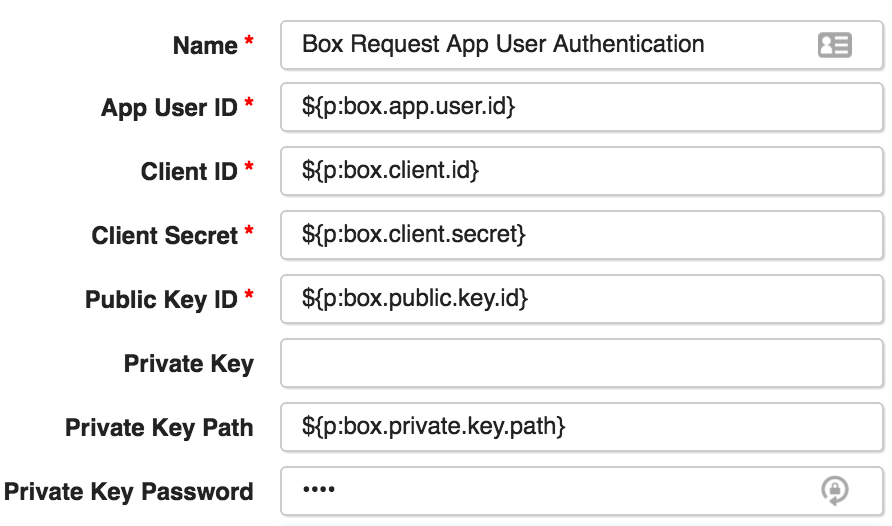 Name * Box Request App User Authentication
App User ID * ${p:box.app.user.id}
Client ID * ${p:box.client.id}
Client Secret * ${p:box.client.secret}
Public Key ID * ${p:box.public.key.id}
Private Key
Private Key Path ${p:box.private.key.path}
Private Key Password ••••